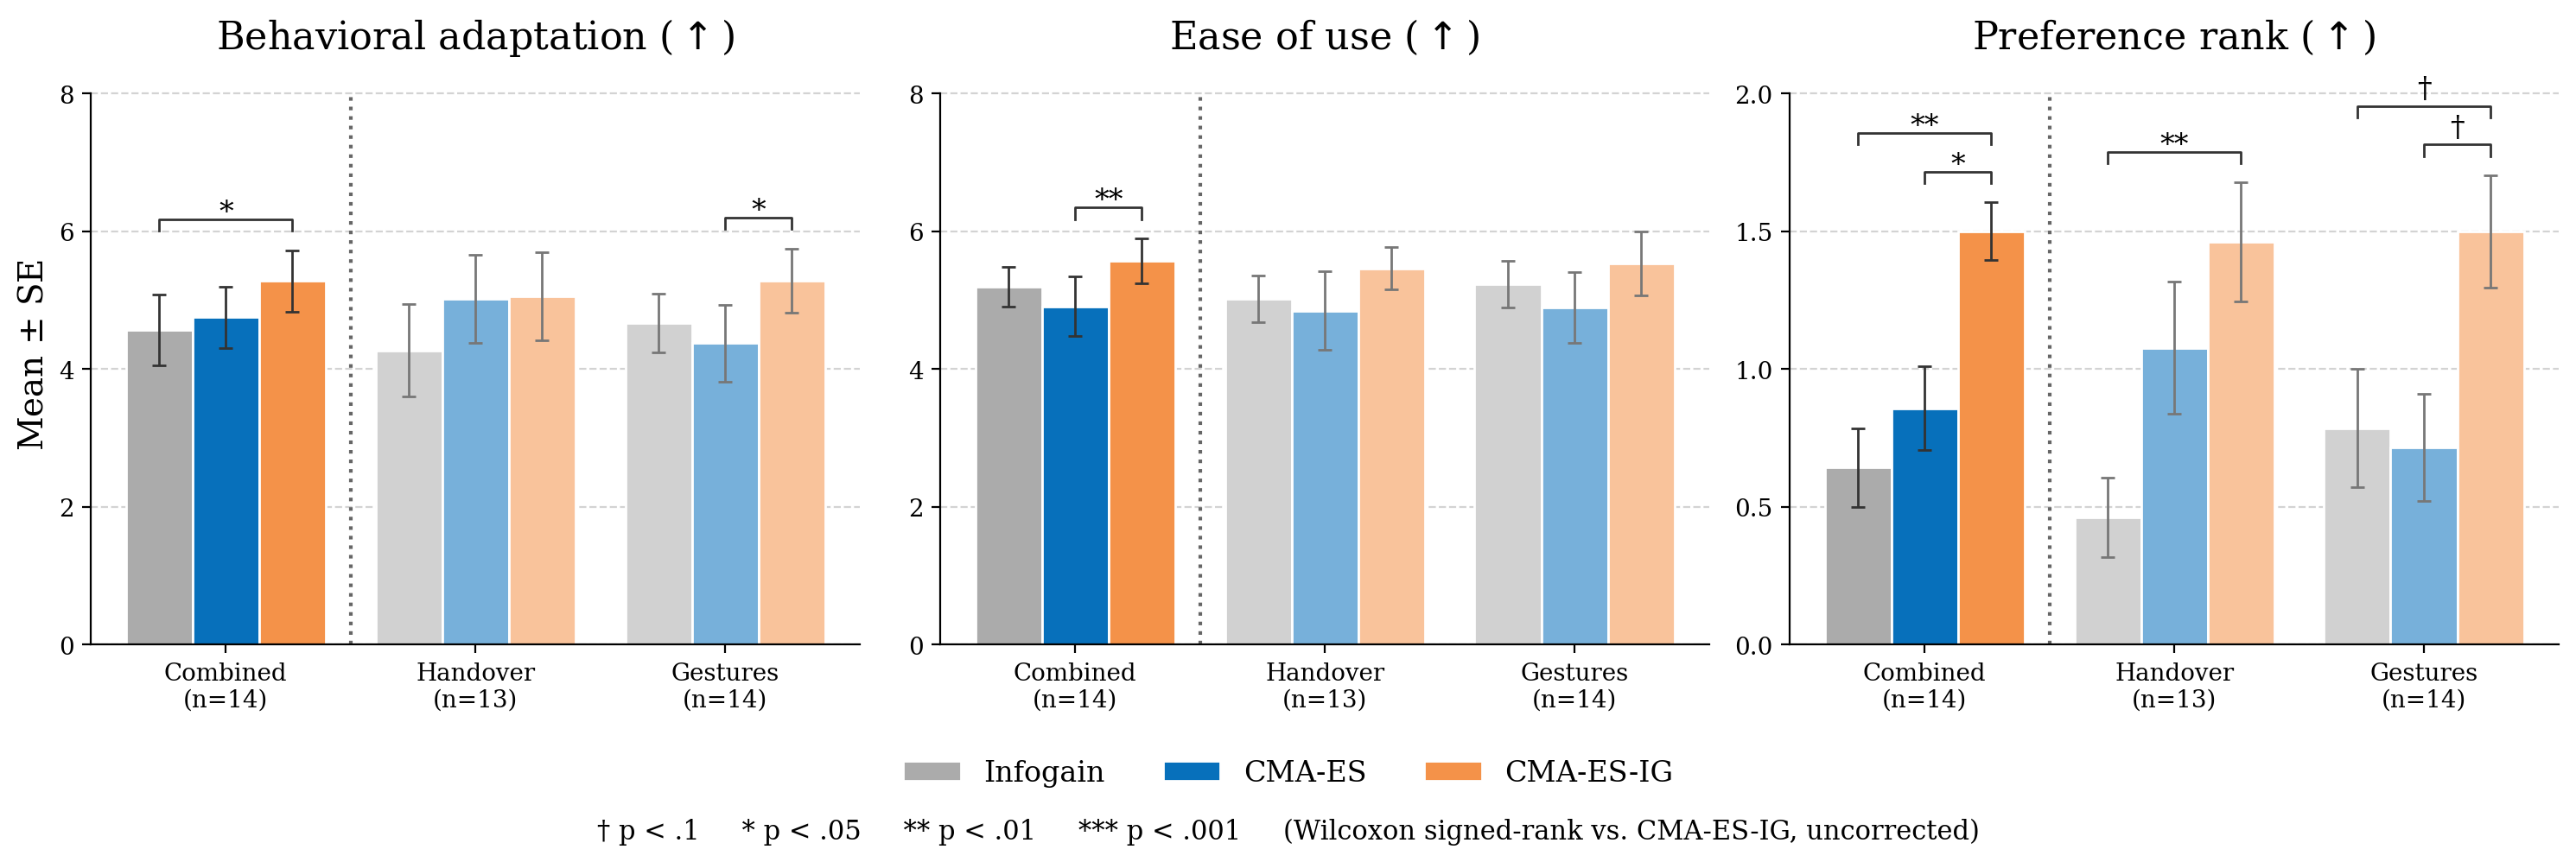 Behavioral adaptation ( ↑ )
Mean ± SE
8
6
4
2
0
*
*
Combined
(n=14)
Handover
(n=13)
Gestures
(n=14)
Ease of use ( ↑ )
8
6
4
2
0
**
Combined
(n=14)
Handover
(n=13)
Gestures
(n=14)
Preference rank ( ↑ )
2.0
1.5
1.0
0.5
0.0
**
*
**
†
†
Combined
(n=14)
Handover
(n=13)
Gestures
(n=14)
Infogain CMA-ES CMA-ES-IG
† p < .1 * p < .05 ** p < .01 *** p < .001 (Wilcoxon signed-rank vs. CMA-ES-IG, uncorrected)